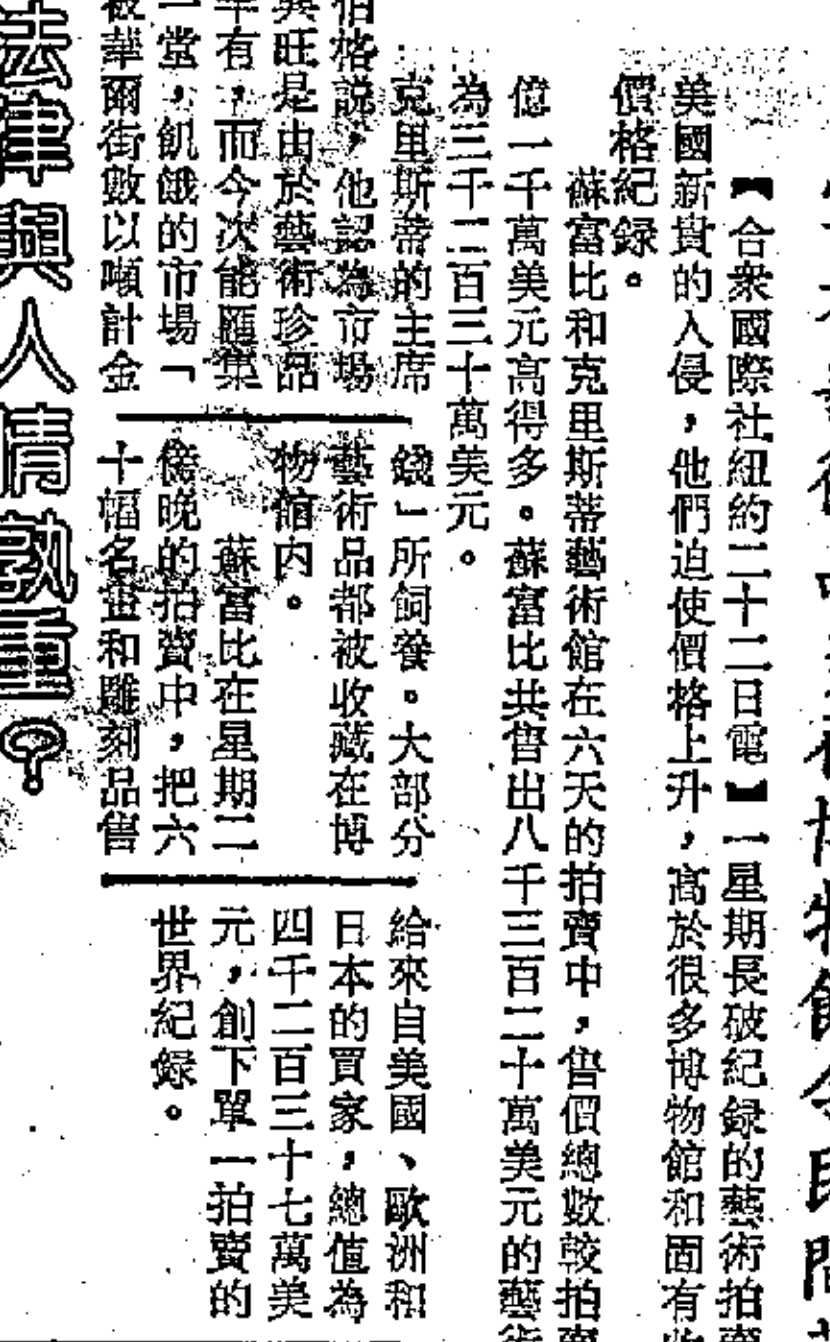 【合衆國際社紐約二十二日電】一星期長破紀録的藝術拍賣
美國新貴的入侵，他們迫使價格上升，高於很多博物館和固有
價格紀録。
蘇富比和克里斯蒂藝術館在六天的拍賣中，售價總數較拍賣
億一千萬美元高得多。蘇富比共售出八千三百二十萬美元的藝術
為三千二百三十萬美元。
克里斯蒂的主席
伯格說，他認為市場
興旺是由於藝術珍品
罕有，而今次能匯集
一堂，飢餓的市場「
被華爾街數以噸計金
錢」所飼養。大部分
藝術品都被收藏在博
物館内。
蘇富比在星期二
傍晚的拍賣中，把六
十幅名畫和雕刻品售
給來自美國、歐洲和
日本的買家，總值為
四千二百三十七萬美
元，創下單一拍賣的
世界紀録。
法律與人情孰重？